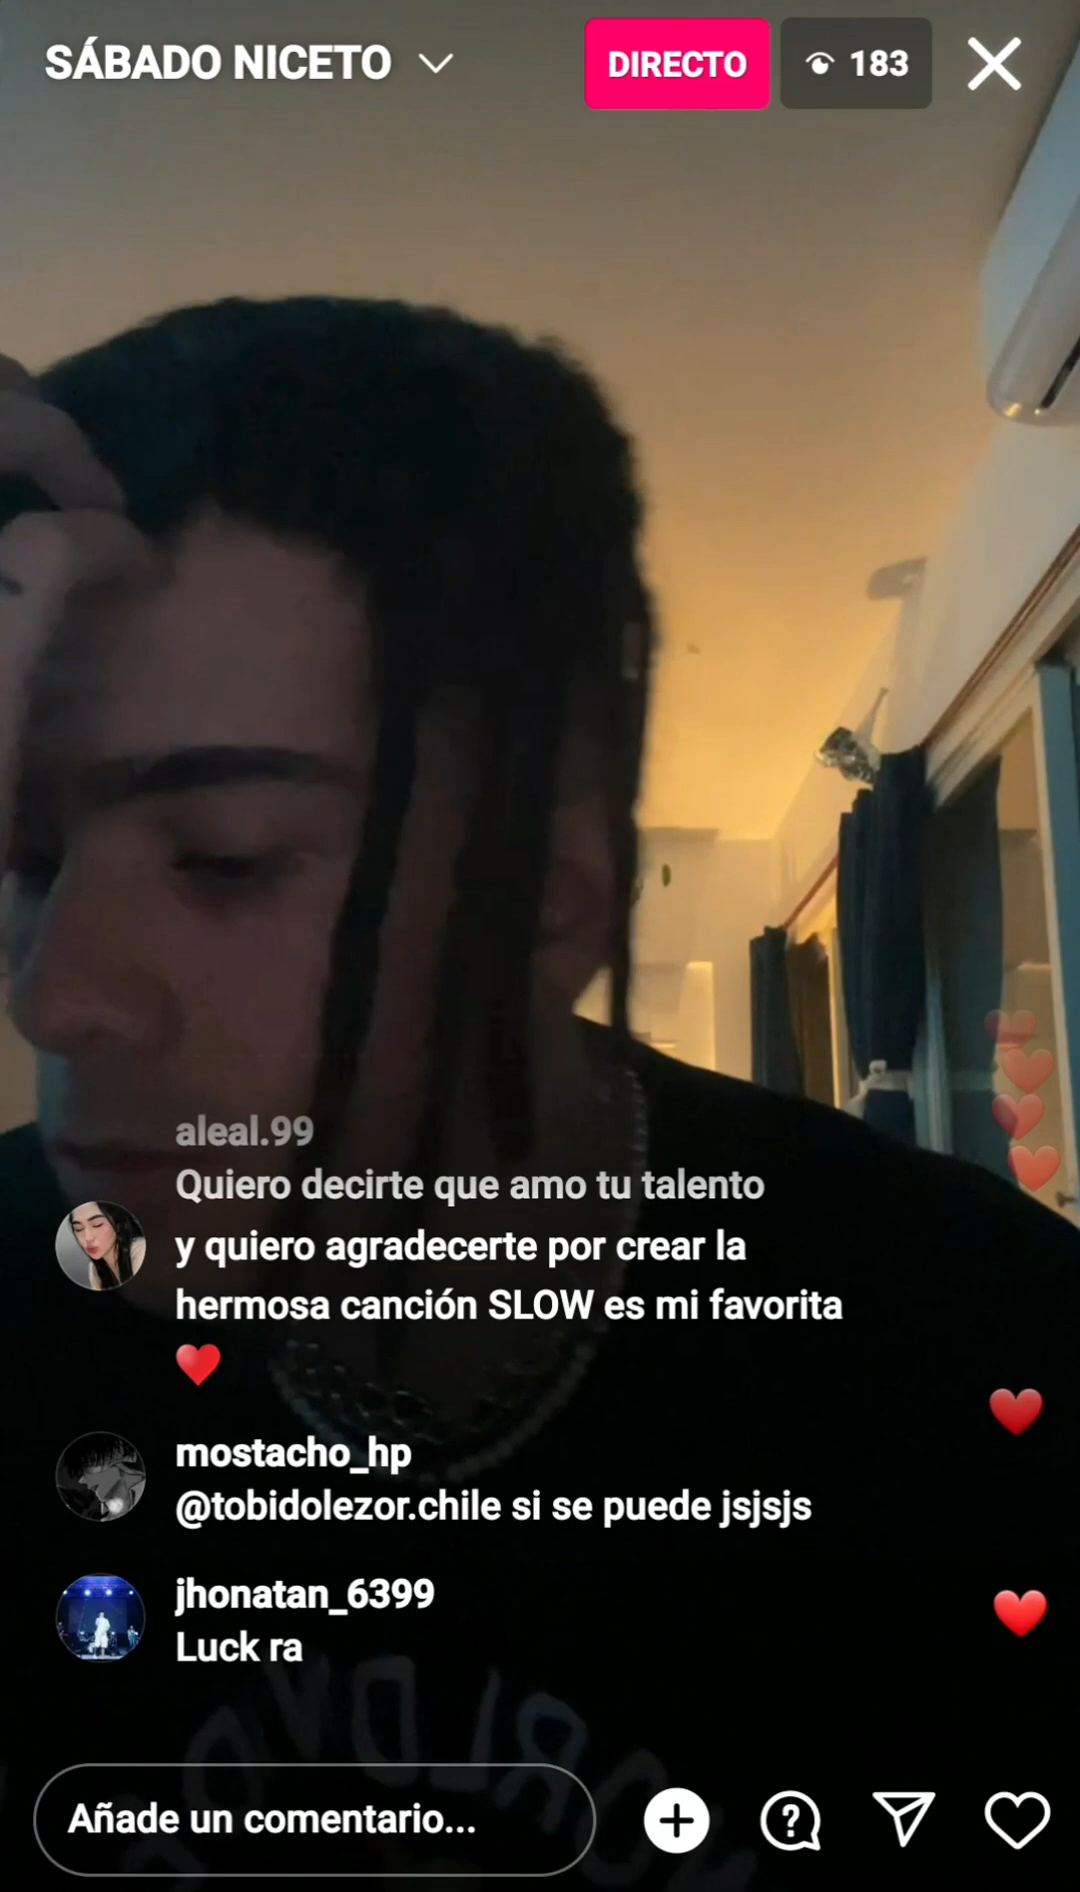 SÁBADO NICETO
DIRECTO
183
aleal.99
Quiero decirte que amo tu talento
y quiero agradecerte por crear la
hermosa canción SLOW es mi favorita
❤️
mostacho_hp
@tobidolezor.chile si se puede jsjsjs
jhonatan_6399
Luck ra
Añade un comentario...